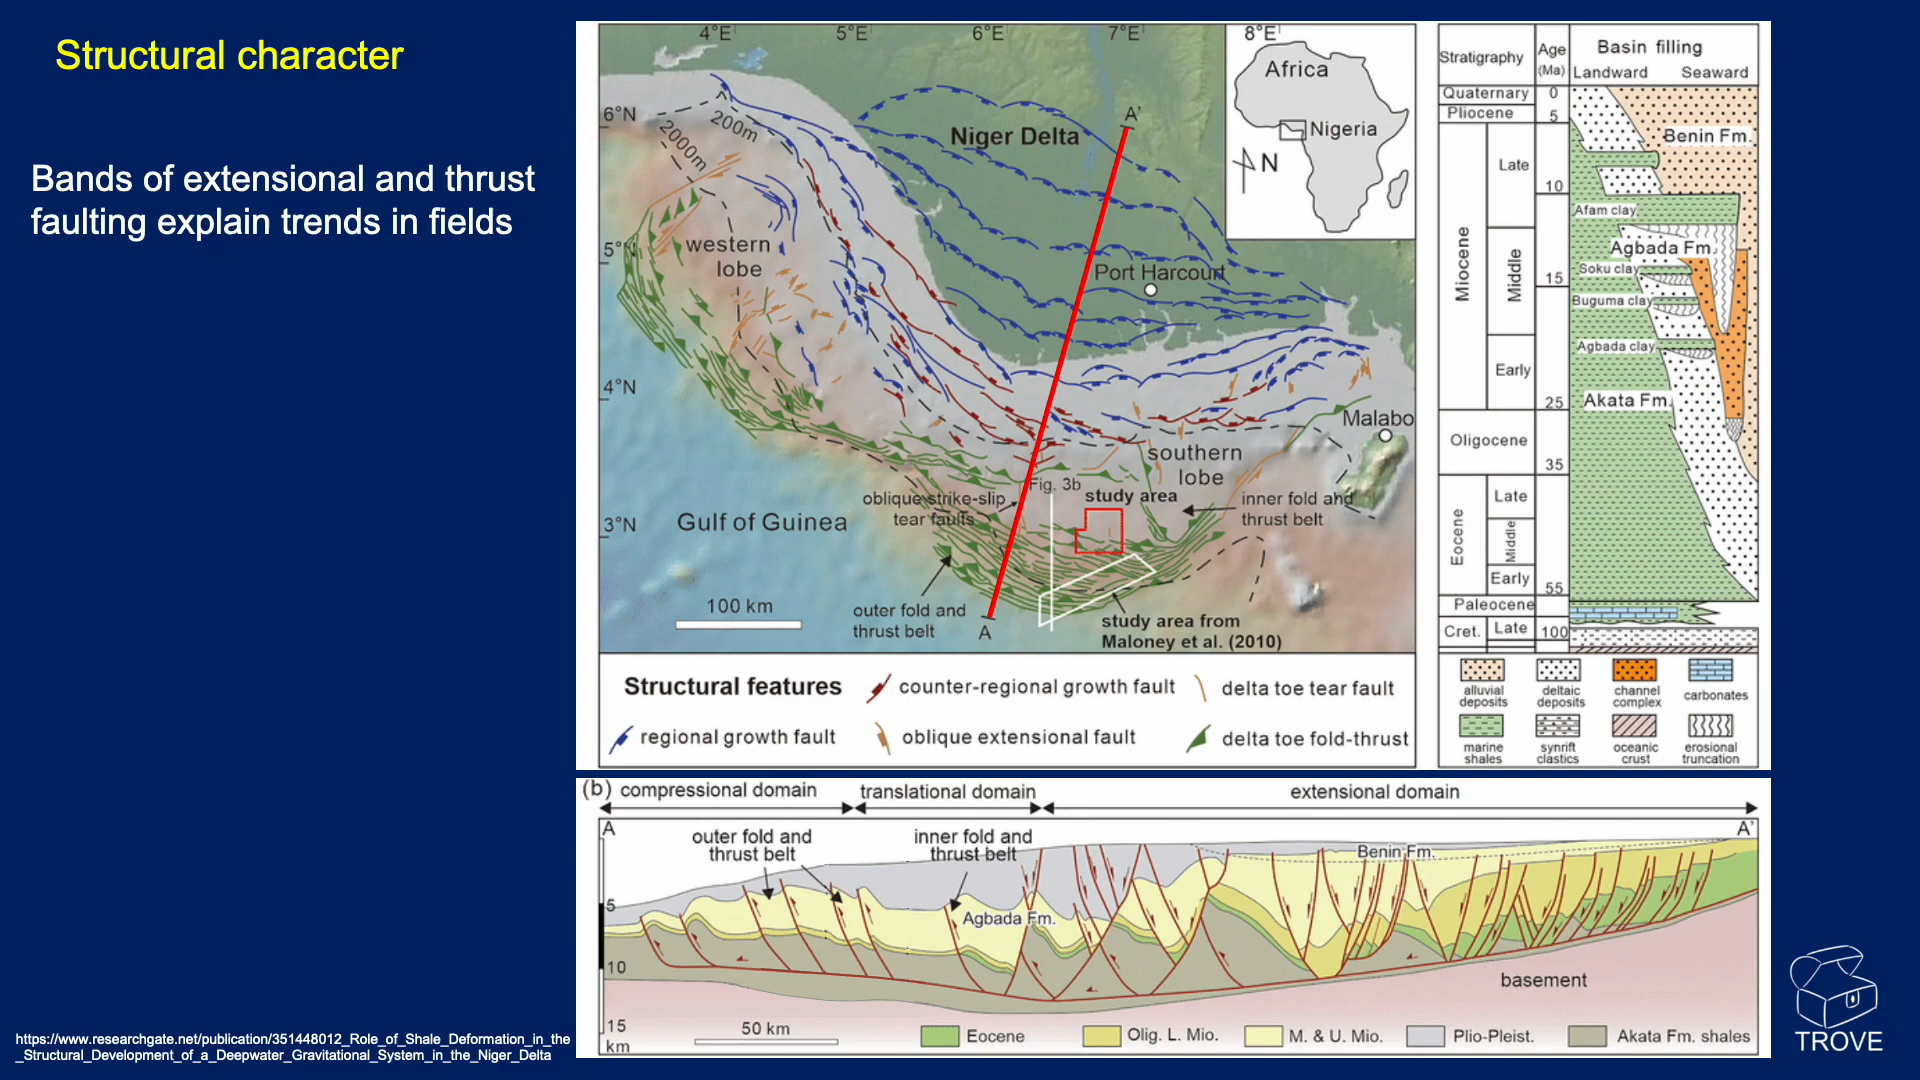 Structural character
Bands of extensional and thrust
faulting explain trends in fields
4°E
5°E
6°E
7°E
8°E
6°N
5°N
4°N
3°N
200m
2000m
Niger Delta
A'
Africa
Nigeria
N
western
lobe
Port Harcourt
Malabo
southern
lobe
Fig. 3b
study area
oblique strike-slip
tear faults
inner fold and
thrust belt
Gulf of Guinea
100 km
outer fold and
thrust belt
A
study area from
Maloney et al. (2010)
Structural features
counter-regional growth fault
delta toe tear fault
regional growth fault
oblique extensional fault
delta toe fold-thrust
Stratigraphy
Age
(Ma)
Basin filling
Landward
Seaward
Quaternary
0
Pliocene
5
Benin Fm.
Miocene
Late
10
Afam clay
Agbada Fm.
Middle
Soku clay
15
Buguma clay
Agbada clay
Early
Akata Fm.
25
Oligocene
35
Eocene
Late
Middle
Early
55
Paleocene
Cret.
Late
100
alluvial
deposits
deltaic
deposits
channel
complex
carbonates
marine
shales
synrift
clastics
oceanic
crust
erosional
truncation
(b)
compressional domain
translational domain
extensional domain
A
A'
outer fold and
thrust belt
inner fold and
thrust belt
Benin Fm.
Agbada Fm.
5
10
15
km
basement
50 km
Eocene
Olig. L. Mio.
M. & U. Mio.
Plio-Pleist.
Akata Fm. shales
https://www.researchgate.net/publication/351448012_Role_of_Shale_Deformation_in_the
_Structural_Development_of_a_Deepwater_Gravitational_System_in_the_Niger_Delta
TROVE